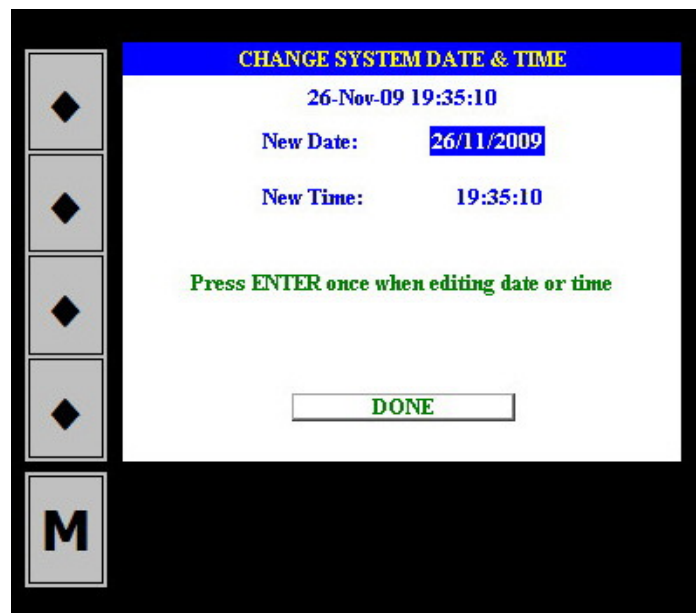 CHANGE SYSTEM DATE & TIME
26-Nov-09 19:35:10
New Date: 26/11/2009
New Time: 19:35:10
Press ENTER once when editing date or time
DONE
M